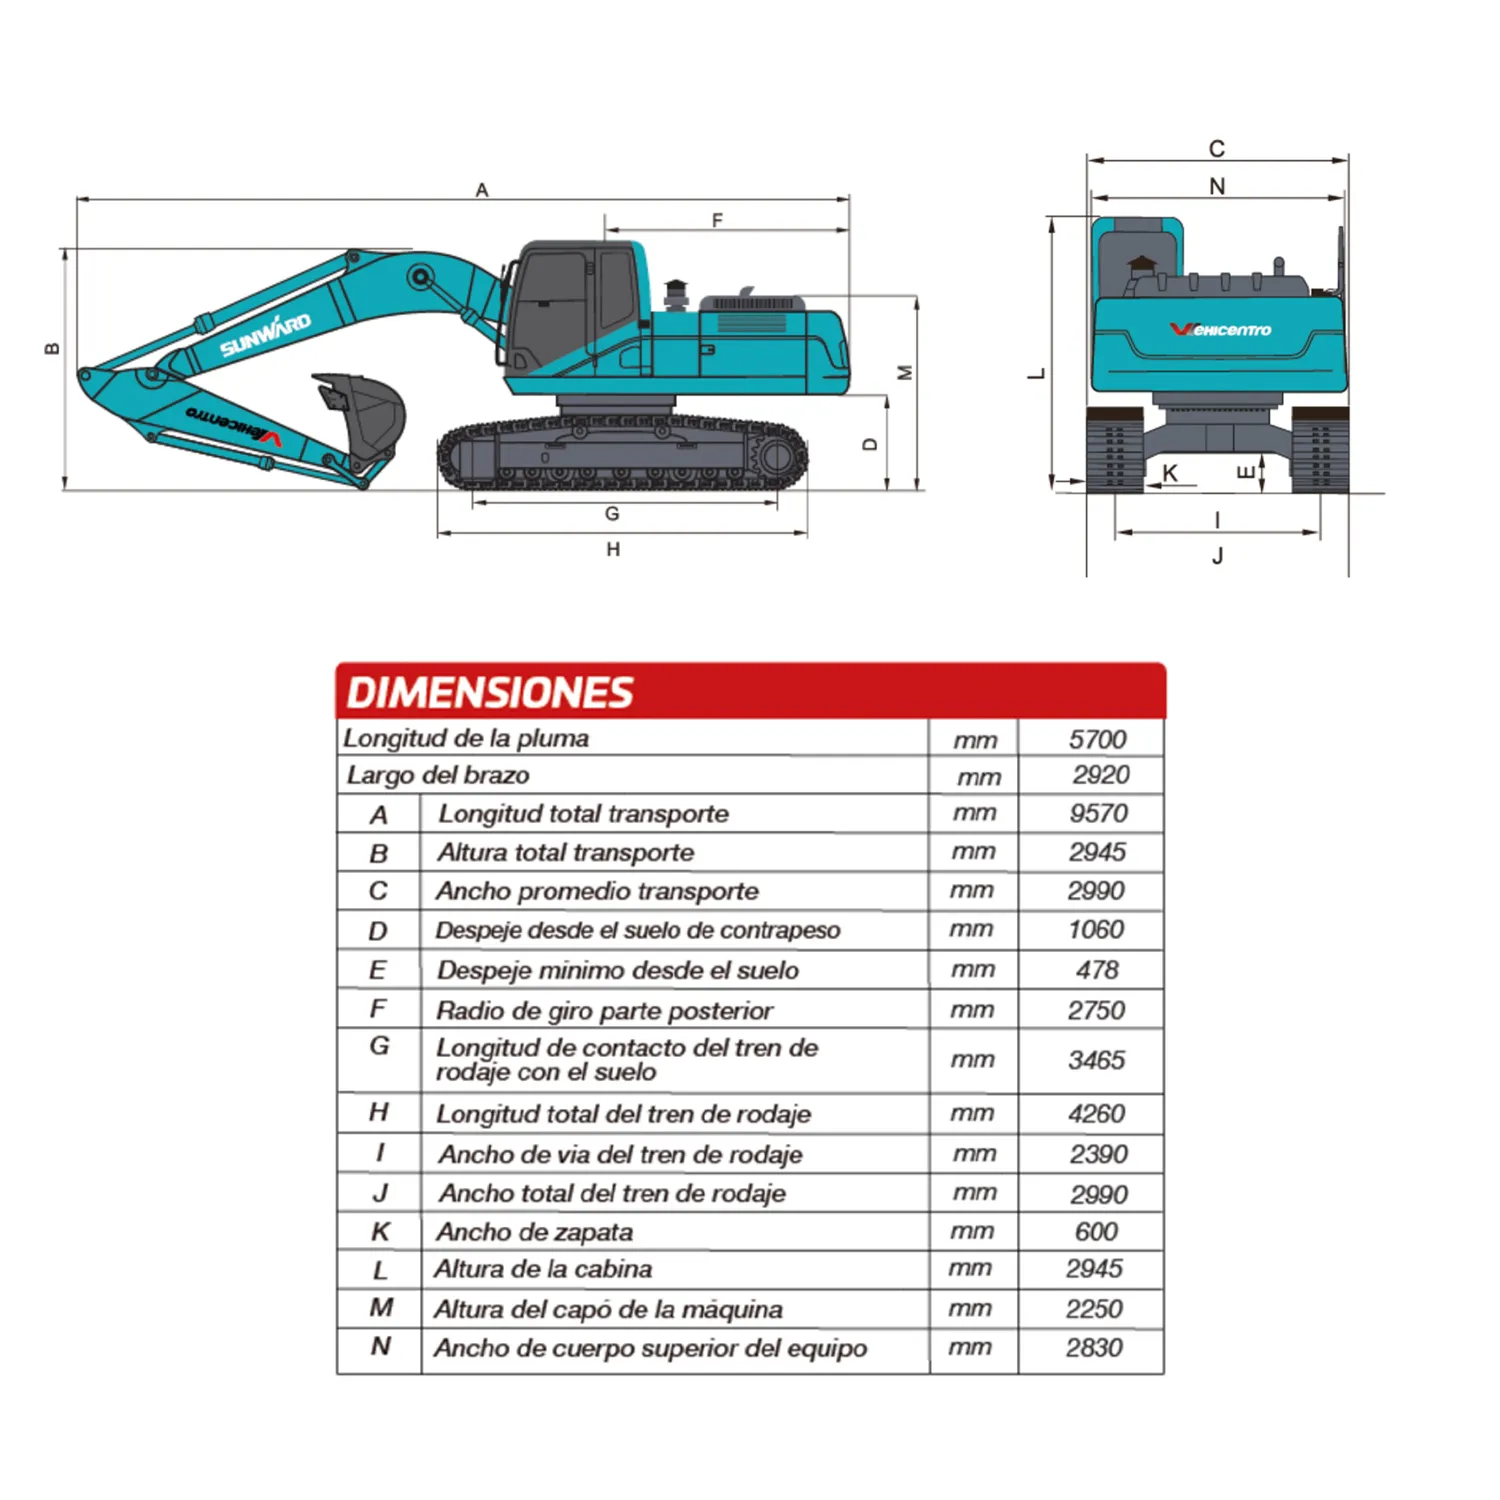 A
F
B
SUNWARD
VEHICENTRO
M
D
G
H
C
N
L
VEHICENTRO
K
E
I
J
DIMENSIONES
Longitud de la pluma mm 5700
Largo del brazo mm 2920
A Longitud total transporte mm 9570
B Altura total transporte mm 2945
C Ancho promedio transporte mm 2990
D Despeje desde el suelo de contrapeso mm 1060
E Despeje minimo desde el suelo mm 478
F Radio de giro parte posterior mm 2750
G Longitud de contacto del tren de
rodaje con el suelo mm 3465
H Longitud total del tren de rodaje mm 4260
I Ancho de via del tren de rodaje mm 2390
J Ancho total del tren de rodaje mm 2990
K Ancho de zapata mm 600
L Altura de la cabina mm 2945
M Altura del capó de la máquina mm 2250
N Ancho de cuerpo superior del equipo mm 2830